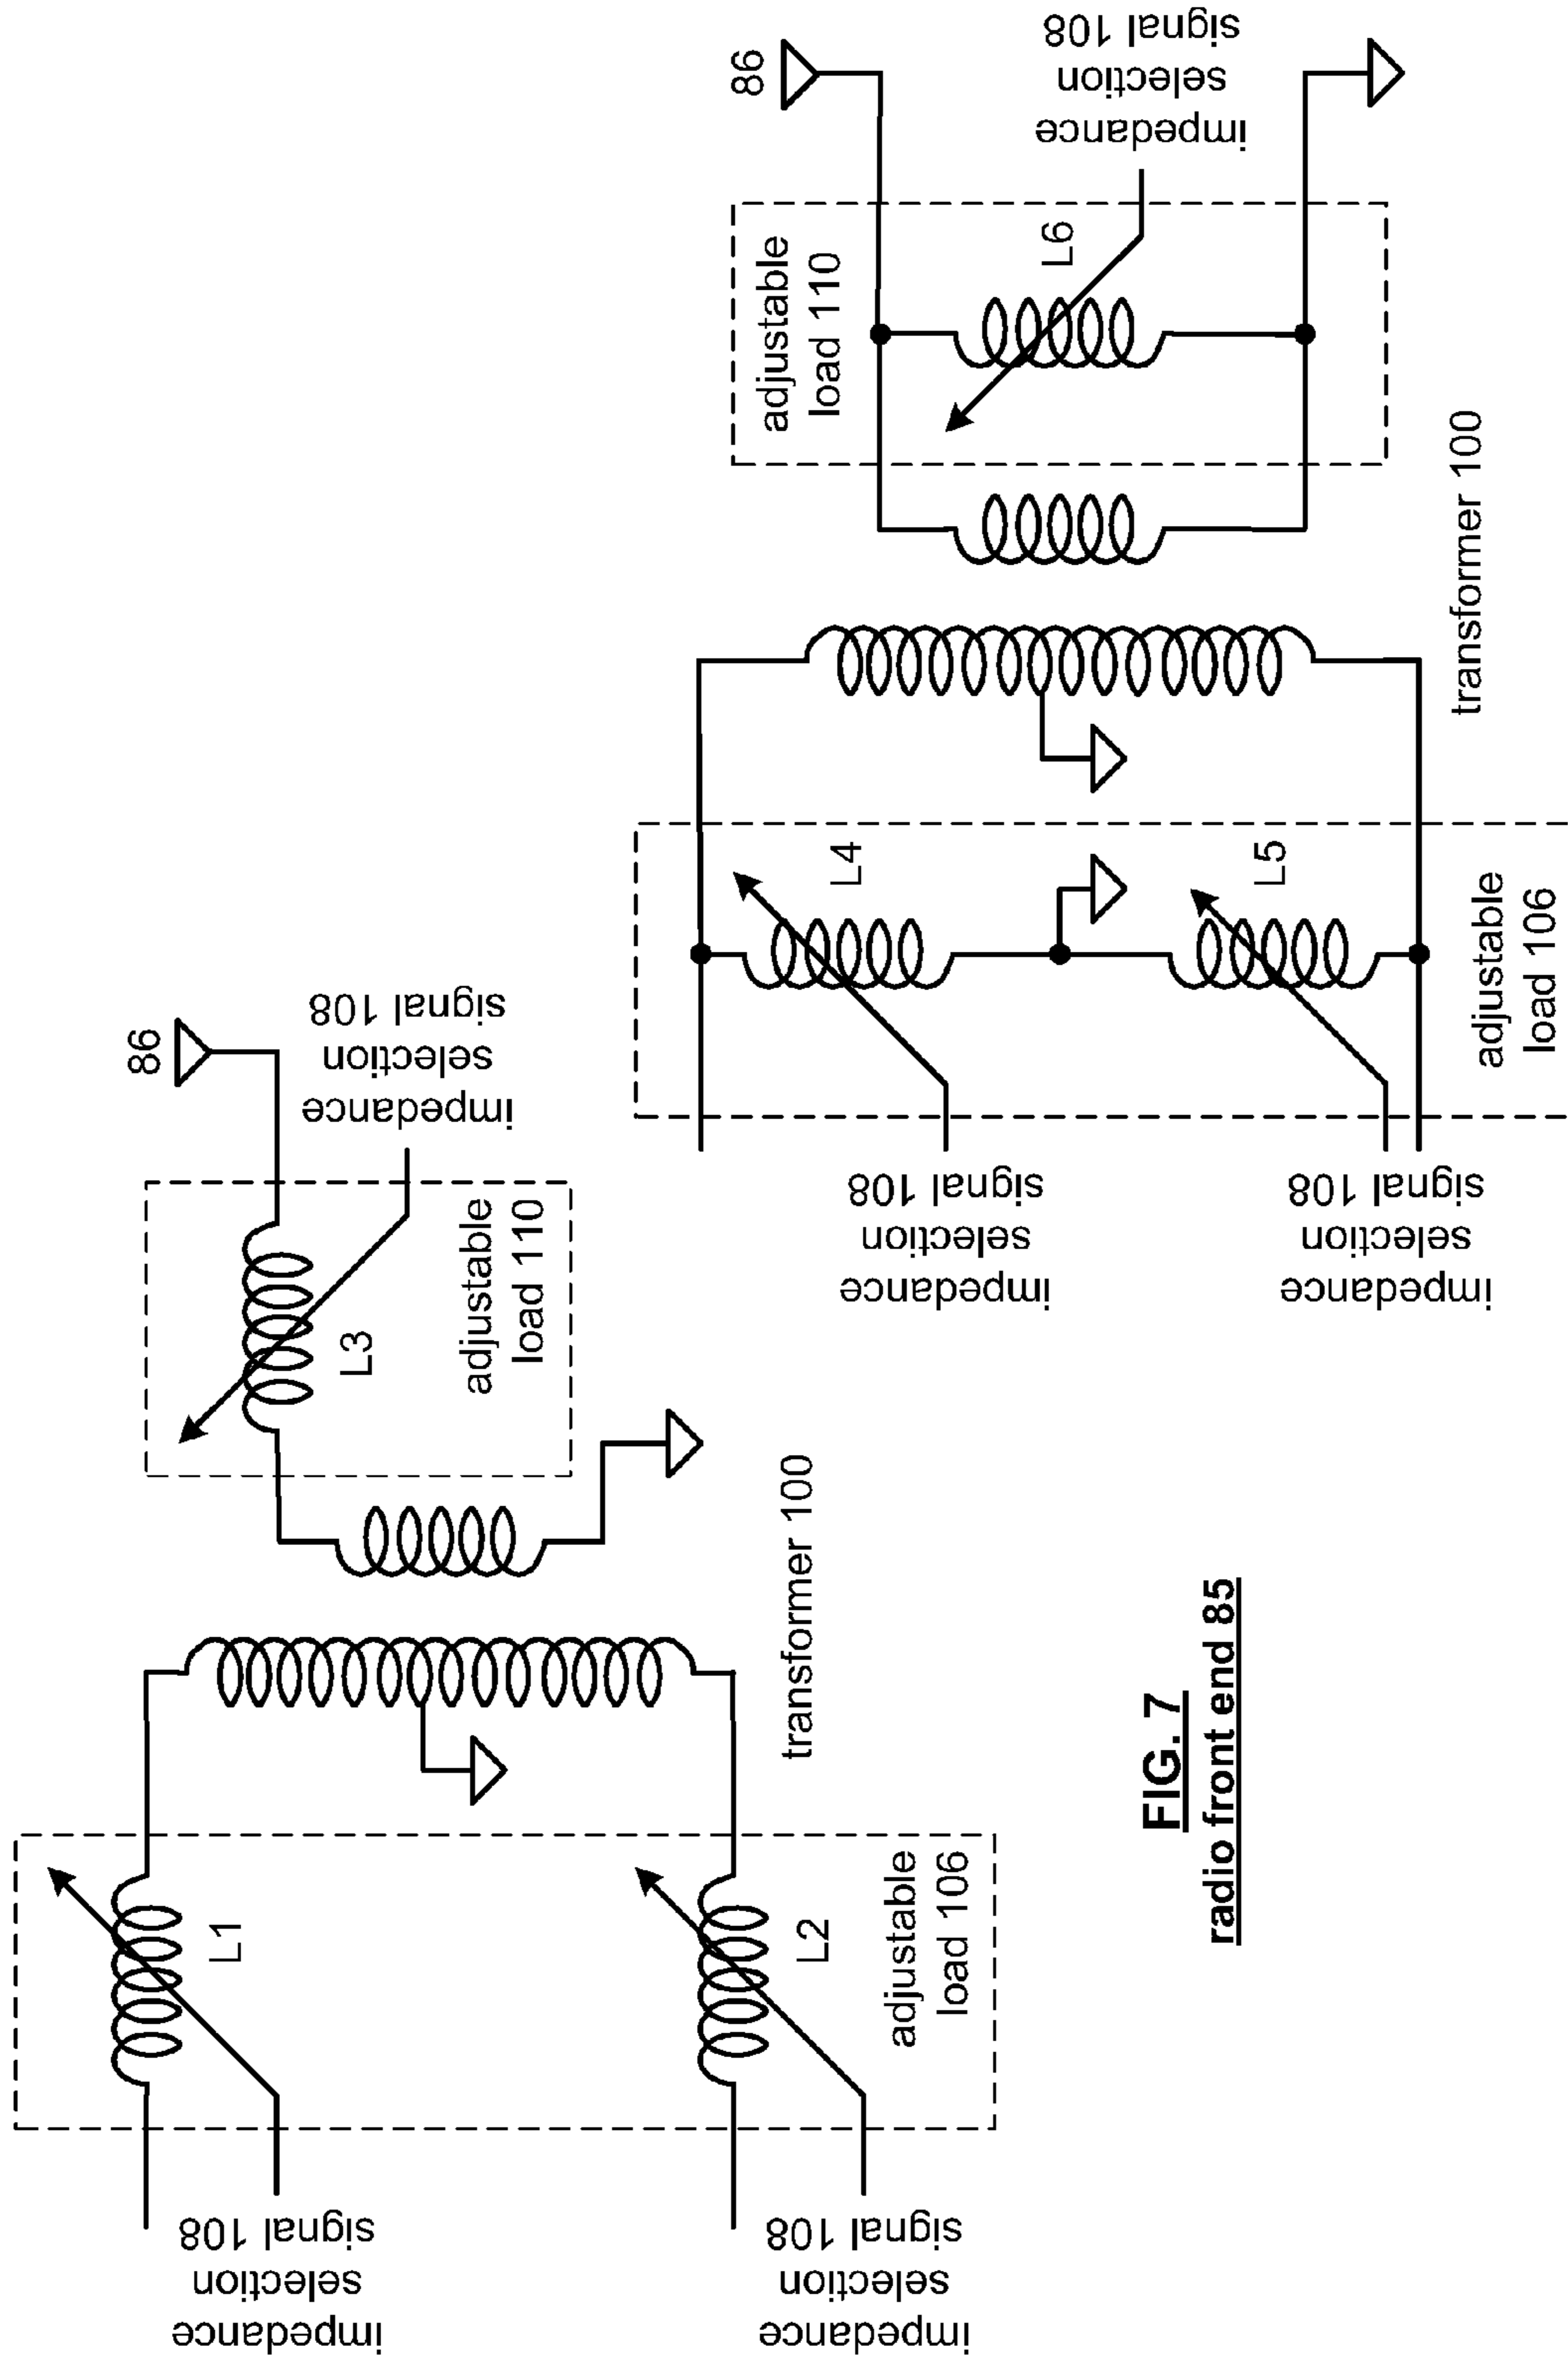 86
impedance
selection
signal 108
adjustable
load 110
L6
transformer 100
L4
L5
adjustable
load 106
impedance
selection
signal 108
impedance
selection
signal 108
86
impedance
selection
signal 108
L3
adjustable
load 110
transformer 100
L1
L2
adjustable
load 106
impedance
selection
signal 108
impedance
selection
signal 108
FIG. 7
radio front end 85